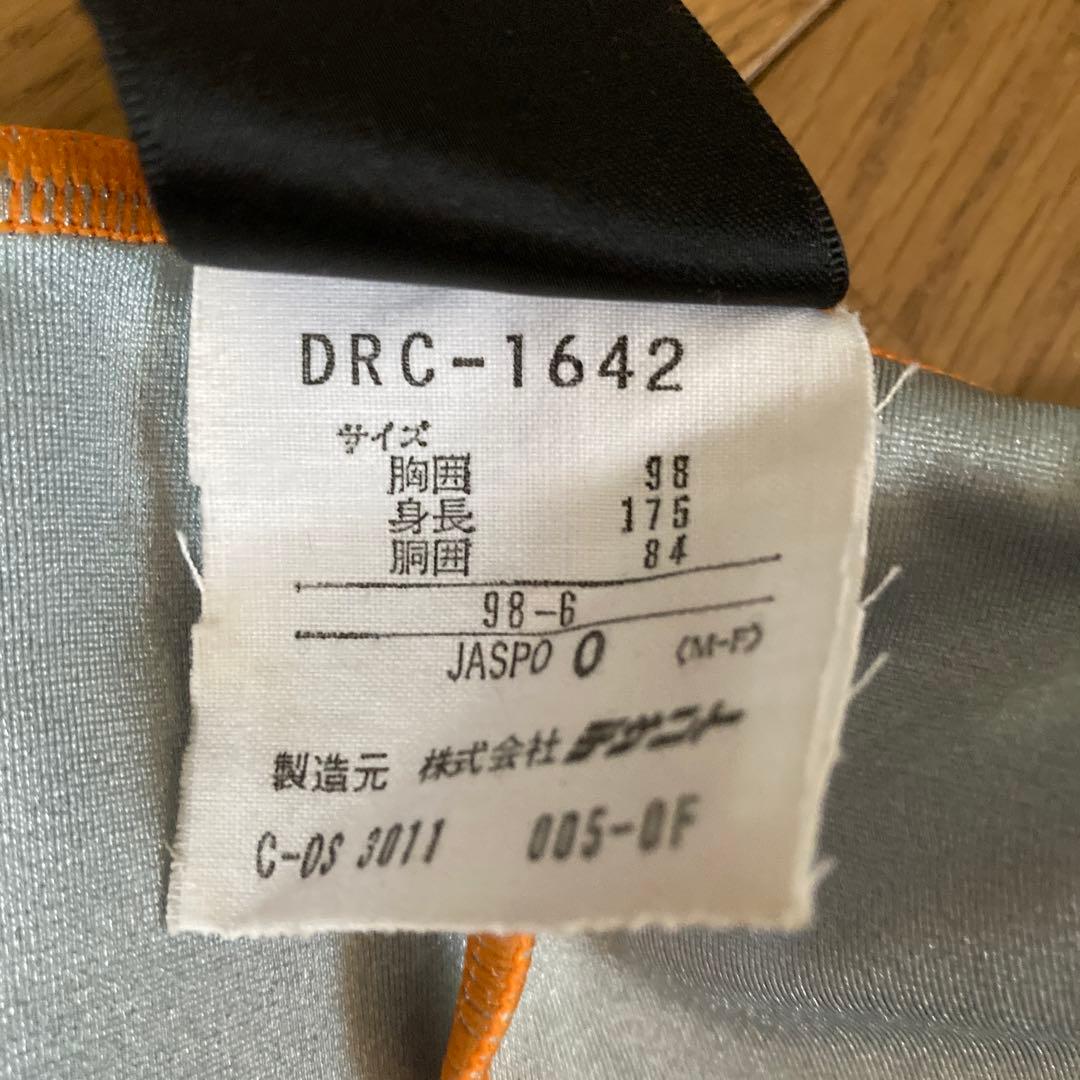 DRC-1642
サイズ
胸囲 98
身長 175
胴囲 84
98-6
JASPO O (M-F)
製造元 株式会社デサント
C-OS 3011 005-0F